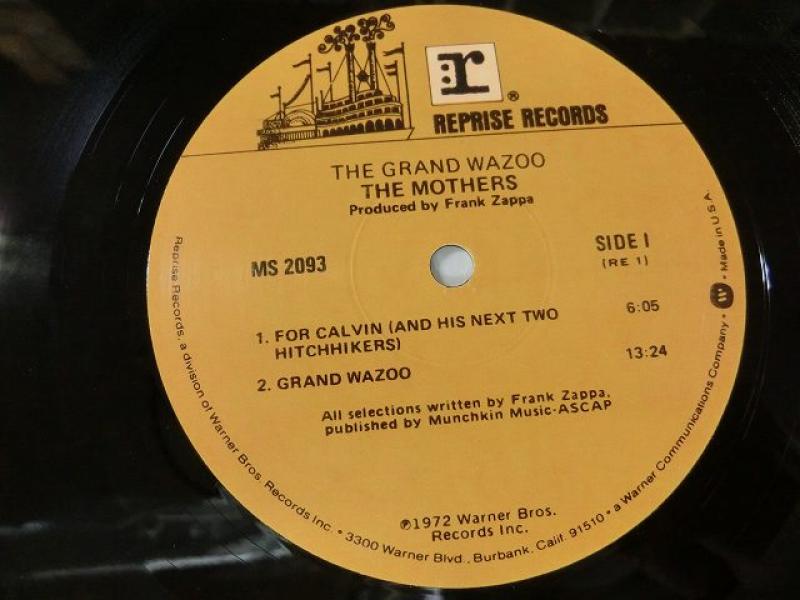 r ®
REPRISE RECORDS
THE GRAND WAZOO
THE MOTHERS
Produced by Frank Zappa
MS 2093
SIDE I
(RE 1)
1. FOR CALVIN (AND HIS NEXT TWO
HITCHHIKERS) 6:05
2. GRAND WAZOO 13:24
All selections written by Frank Zappa,
published by Munchkin Music-ASCAP
℗1972 Warner Bros.
Records Inc.
Reprise Records, a division of Warner Bros. Records Inc. • 3300 Warner Blvd., Burbank, Calif. 91510 • a Warner Communications Company • W • Made in U.S.A.